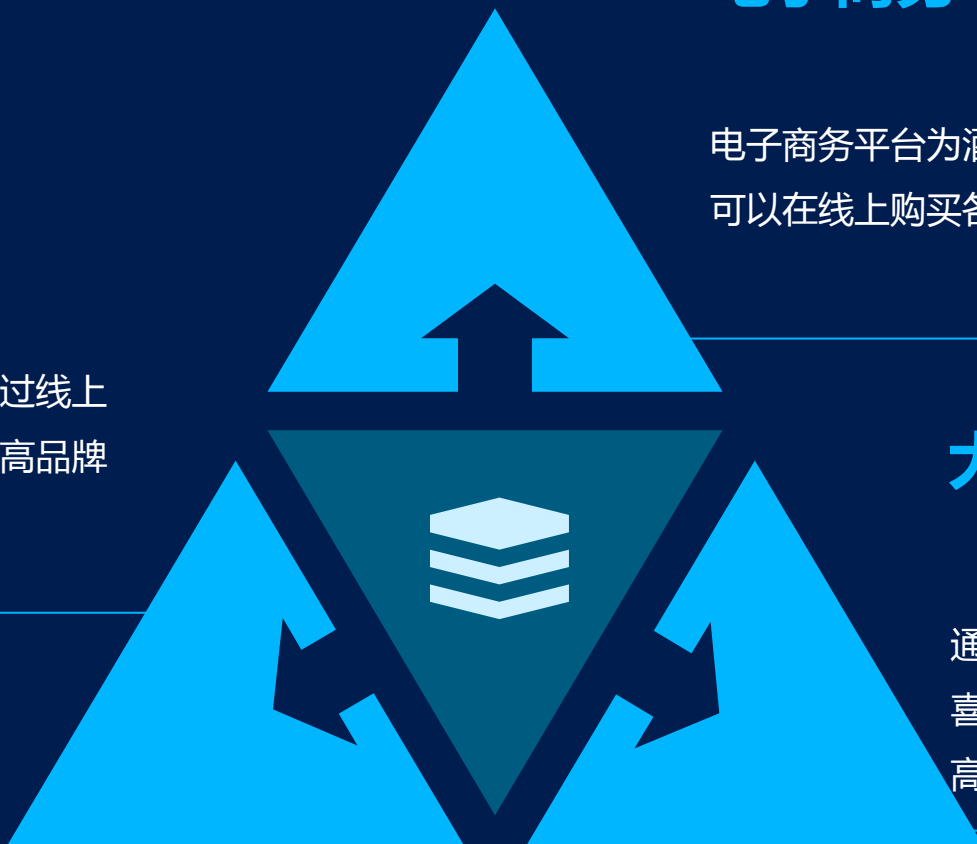 电子商务平台为
可以在线上购买各
过线上
高品牌
通
喜
高